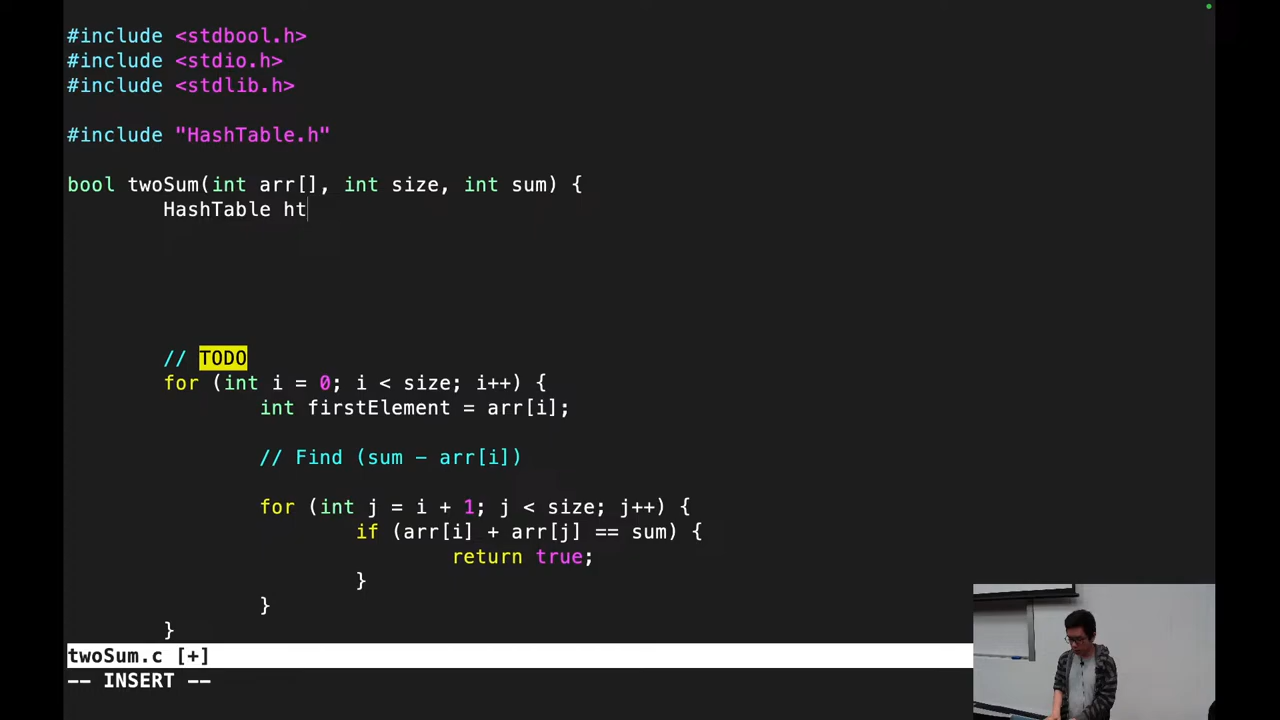 #include <stdbool.h>
#include <stdio.h>
#include <stdlib.h>
#include "HashTable.h"
bool twoSum(int arr[], int size, int sum) {
HashTable ht
// TODO
for (int i = 0; i < size; i++) {
int firstElement = arr[i];
// Find (sum - arr[i])
for (int j = i + 1; j < size; j++) {
if (arr[i] + arr[j] == sum) {
return true;
}
}
}
twoSum.c [+]
-- INSERT --